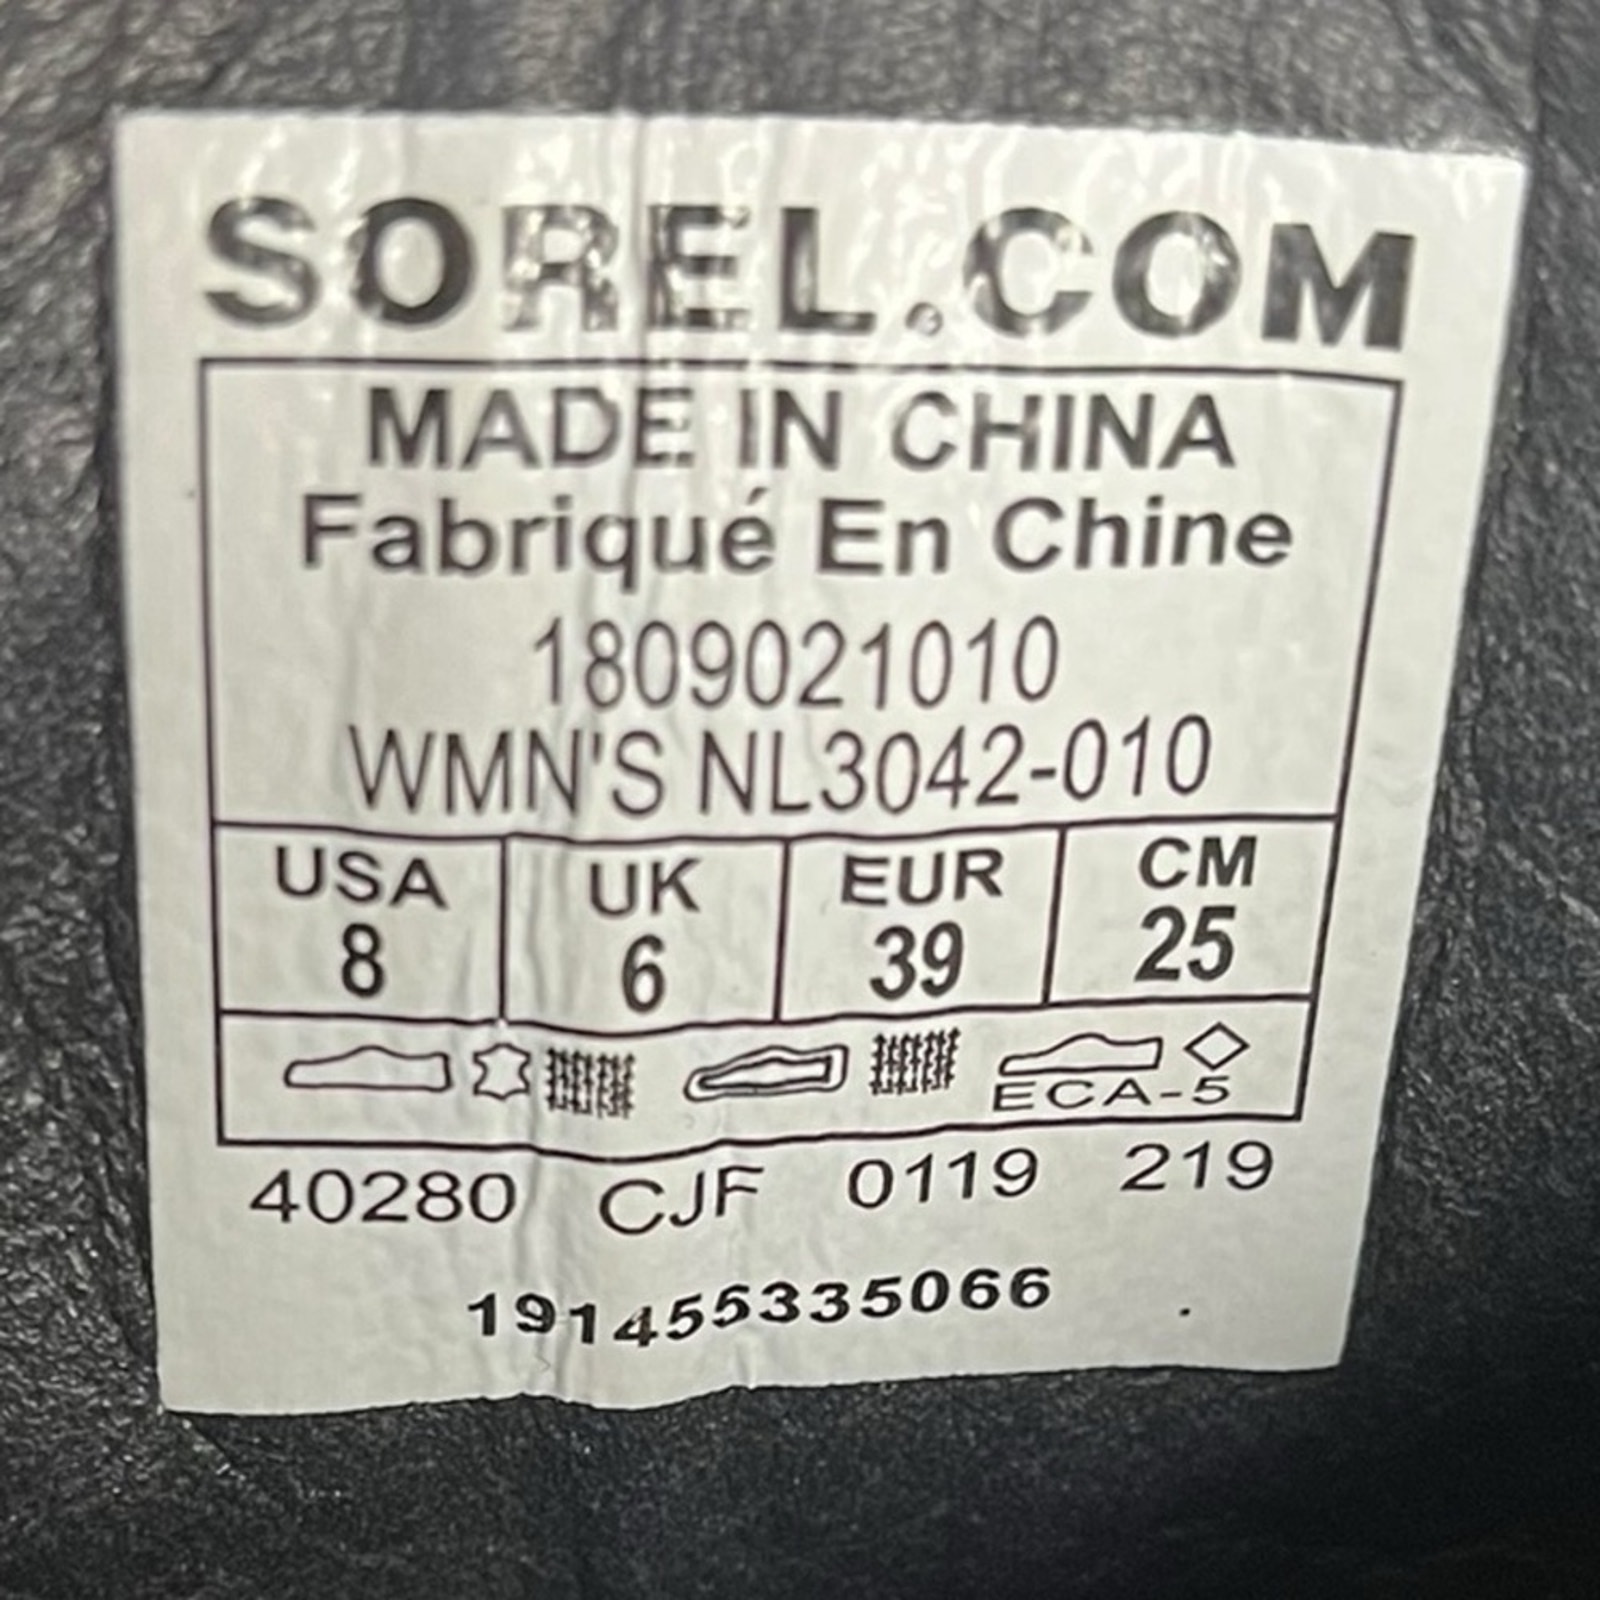 SOREL.COM
MADE IN CHINA
Fabriqué En Chine
1809021010
WMN'S NL3042-010
USA UK EUR CM
8 6 39 25
ECA-5
40280 CJF 0119 219
191455335066